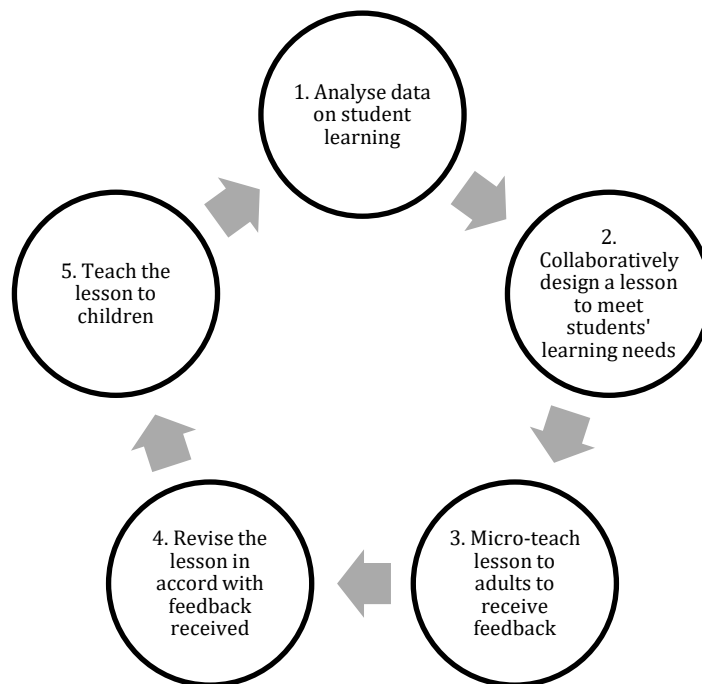 1. Analyse data
on student
learning
2.
Collaboratively
design a lesson
to meet
students'
learning needs
3. Micro-teach
lesson to
adults to
receive
feedback
4. Revise the
lesson in
accord with
feedback
received
5. Teach the
lesson to
children